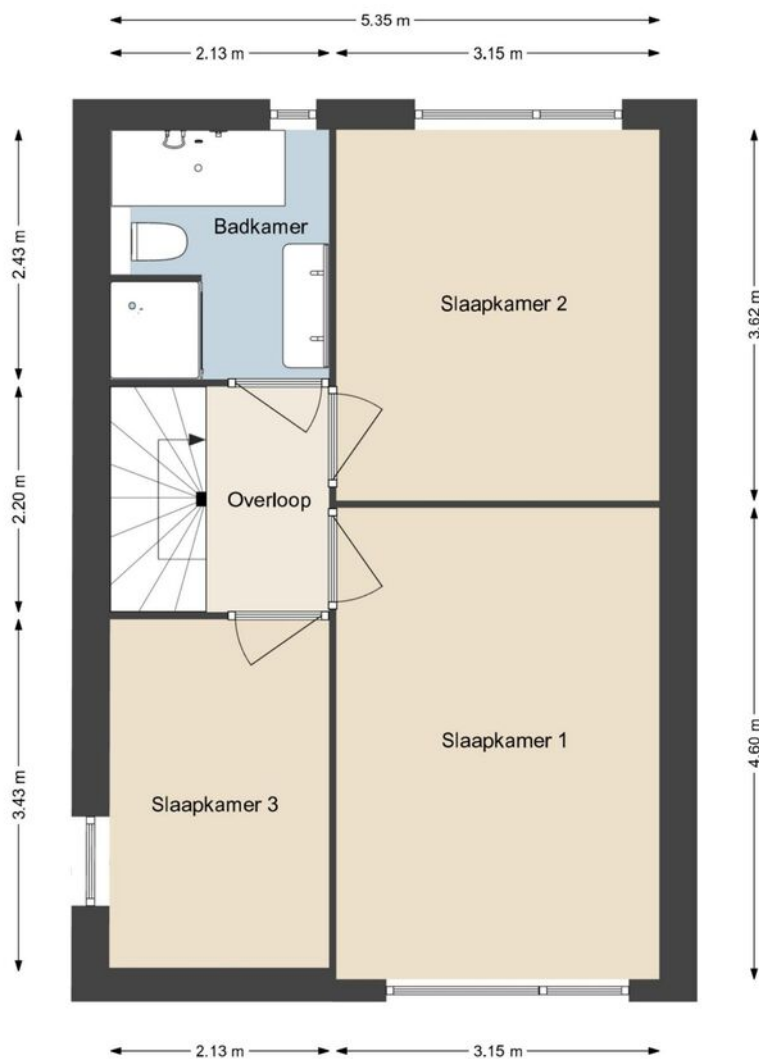 5.35 m
2.13 m
3.15 m
2.43 m
Badkamer
Slaapkamer 2
3.62 m
2.20 m
Overloop
3.43 m
Slaapkamer 3
Slaapkamer 1
4.60 m
2.13 m
3.15 m